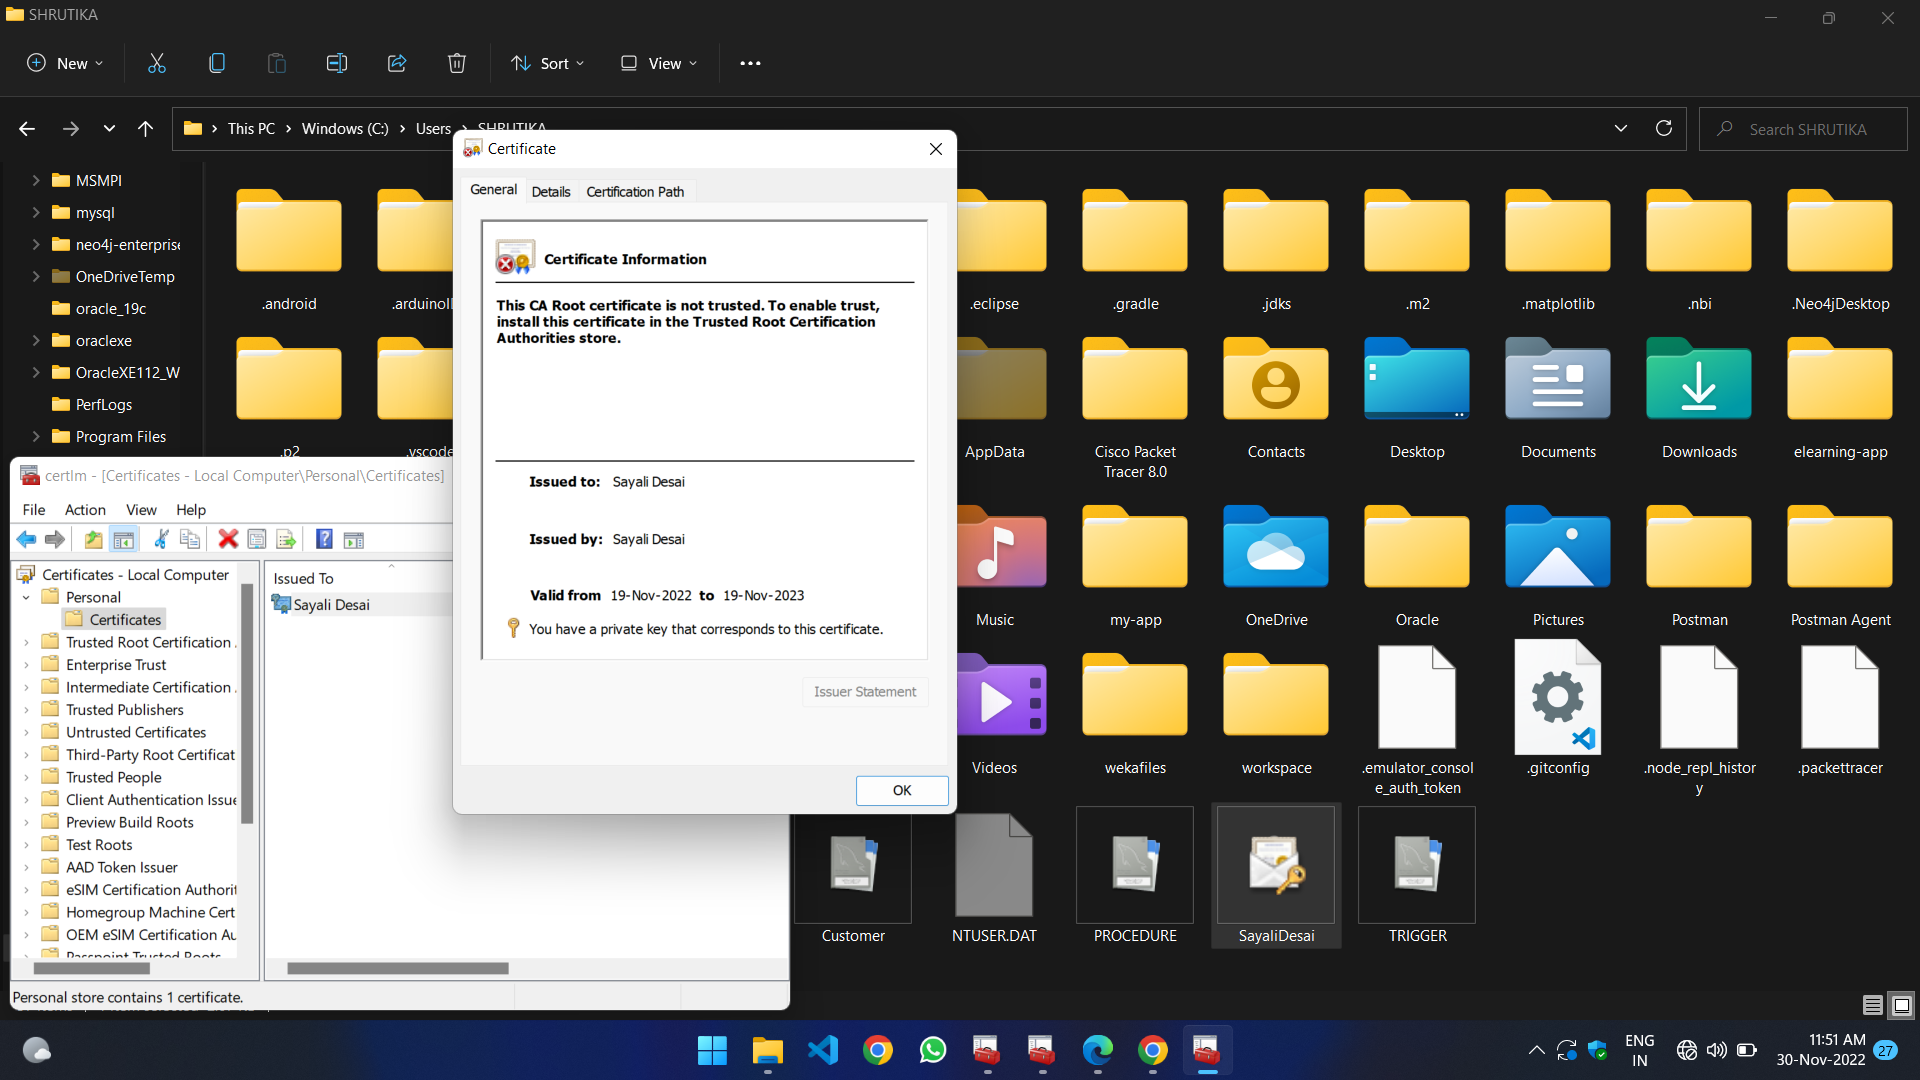 SHRUTIKA
New
Sort
View
This PC
Windows (C:)
Users
SHRUTIKA
Search SHRUTIKA
MSMPI
mysql
neo4j-enterprise
OneDriveTemp
oracle_19c
oraclexe
OracleXE112_W
PerfLogs
Program Files
.android
.eclipse
.gradle
.jdks
.m2
.matplotlib
.nbi
.Neo4jDesktop
.p2
.vscode
AppData
Cisco Packet
Tracer 8.0
Contacts
Desktop
Documents
Downloads
elearning-app
Music
my-app
OneDrive
Oracle
Pictures
Postman
Postman Agent
Videos
wekafiles
workspace
.emulator_consol
e_auth_token
.gitconfig
.node_repl_histor
y
.packettracer
Customer
NTUSER.DAT
PROCEDURE
SayaliDesai
TRIGGER
Certificate
General
Details
Certification Path
Certificate Information
This CA Root certificate is not trusted. To enable trust,
install this certificate in the Trusted Root Certification
Authorities store.
Issued to: Sayali Desai
Issued by: Sayali Desai
Valid from 19-Nov-2022 to 19-Nov-2023
You have a private key that corresponds to this certificate.
Issuer Statement
OK
certlm - [Certificates - Local Computer\Personal\Certificates]
File
Action
View
Help
Certificates - Local Computer
Personal
Certificates
Trusted Root Certification
Enterprise Trust
Intermediate Certification
Trusted Publishers
Untrusted Certificates
Third-Party Root Certificat
Trusted People
Client Authentication Issue
Preview Build Roots
Test Roots
AAD Token Issuer
eSIM Certification Authorit
Homegroup Machine Cert
OEM eSIM Certification Au
Passpoint Trusted Roots
Issued To
Sayali Desai
Personal store contains 1 certificate.
ENG
IN
11:51 AM
30-Nov-2022
27